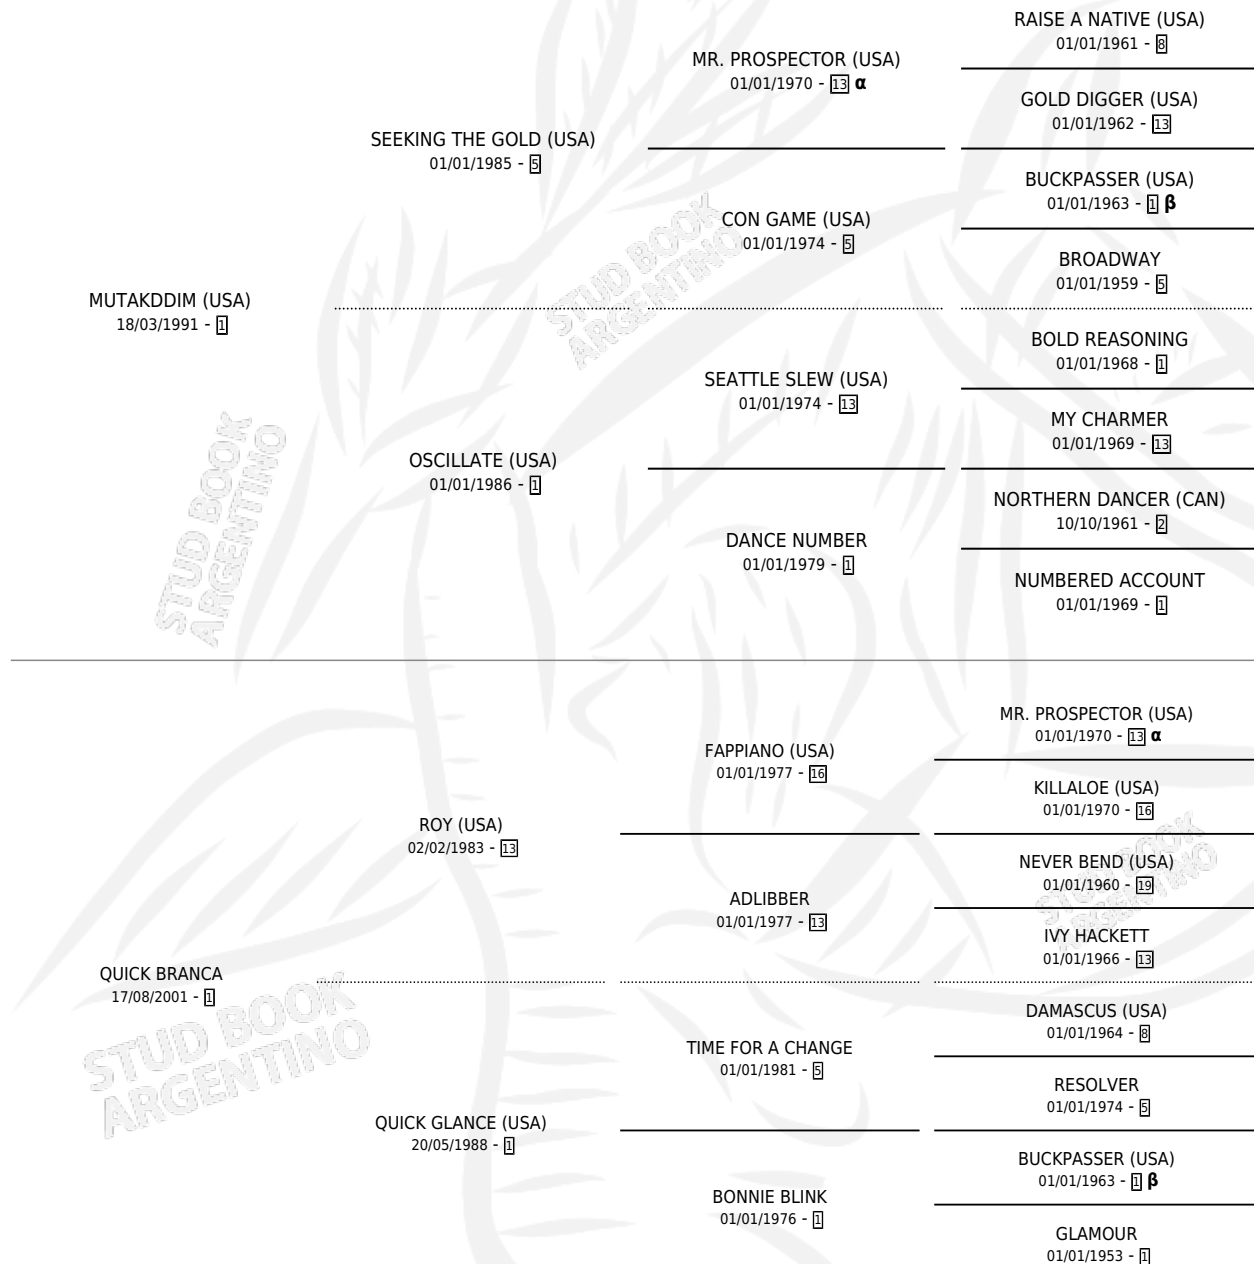 RAISE A NATIVE (USA)
01/01/1961 - 8
MR. PROSPECTOR (USA)
01/01/1970 - 13 α
GOLD DIGGER (USA)
01/01/1962 - 13
SEEKING THE GOLD (USA)
01/01/1985 - 5
BUCKPASSER (USA)
01/01/1963 - 1 β
CON GAME (USA)
01/01/1974 - 5
BROADWAY
01/01/1959 - 5
MUTAKDDIM (USA)
18/03/1991 - 1
BOLD REASONING
01/01/1968 - 1
SEATTLE SLEW (USA)
01/01/1974 - 13
MY CHARMER
01/01/1969 - 13
OSCILLATE (USA)
01/01/1986 - 1
NORTHERN DANCER (CAN)
10/10/1961 - 2
DANCE NUMBER
01/01/1979 - 1
NUMBERED ACCOUNT
01/01/1969 - 1
MR. PROSPECTOR (USA)
01/01/1970 - 13 α
FAPPIANO (USA)
01/01/1977 - 16
KILLALOE (USA)
01/01/1970 - 16
ROY (USA)
02/02/1983 - 13
NEVER BEND (USA)
01/01/1960 - 19
ADLIBBER
01/01/1977 - 13
IVY HACKETT
01/01/1966 - 13
QUICK BRANCA
17/08/2001 - 1
DAMASCUS (USA)
01/01/1964 - 8
TIME FOR A CHANGE
01/01/1981 - 5
RESOLVER
01/01/1974 - 5
QUICK GLANCE (USA)
20/05/1988 - 1
BUCKPASSER (USA)
01/01/1963 - 1 β
BONNIE BLINK
01/01/1976 - 1
GLAMOUR
01/01/1953 - 1
STUD BOOK
ARGENTINO
STUD BOOK
ARGENTINO
STUD BOOK
ARGENTINO
STUD BOOK
ARGENTINO